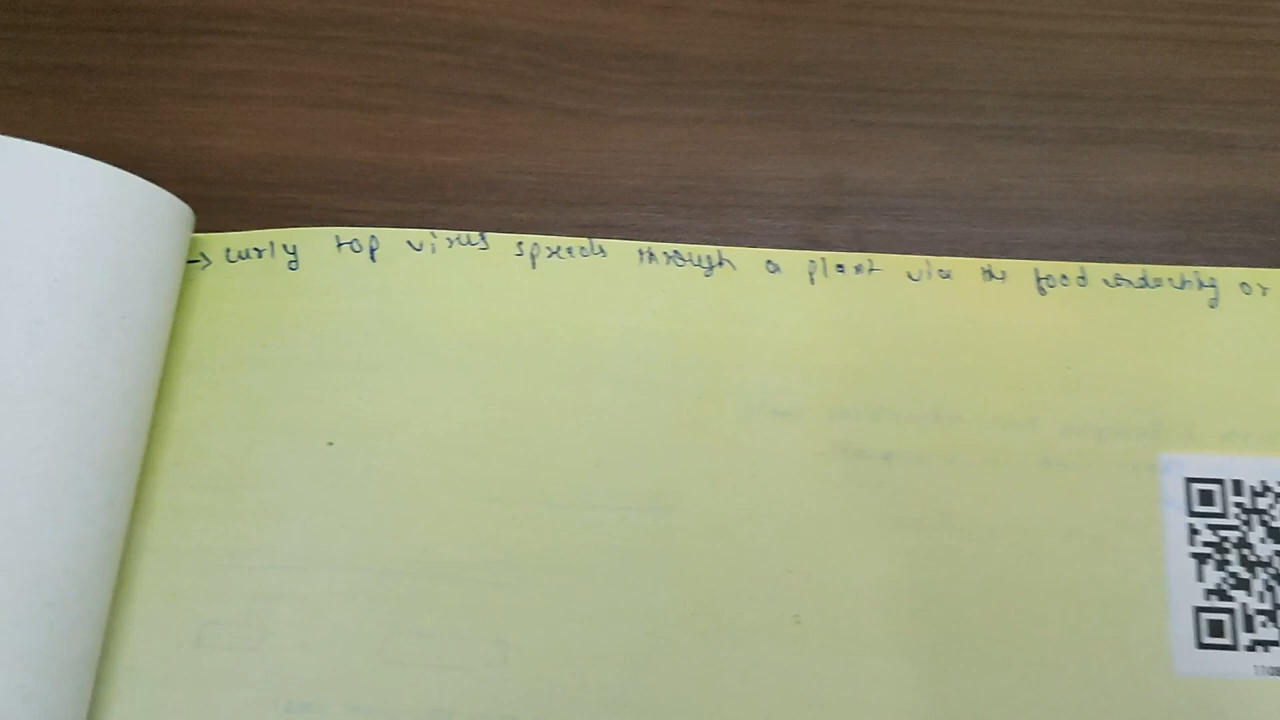 → curly top virus spreads through a plant via the food conducting or